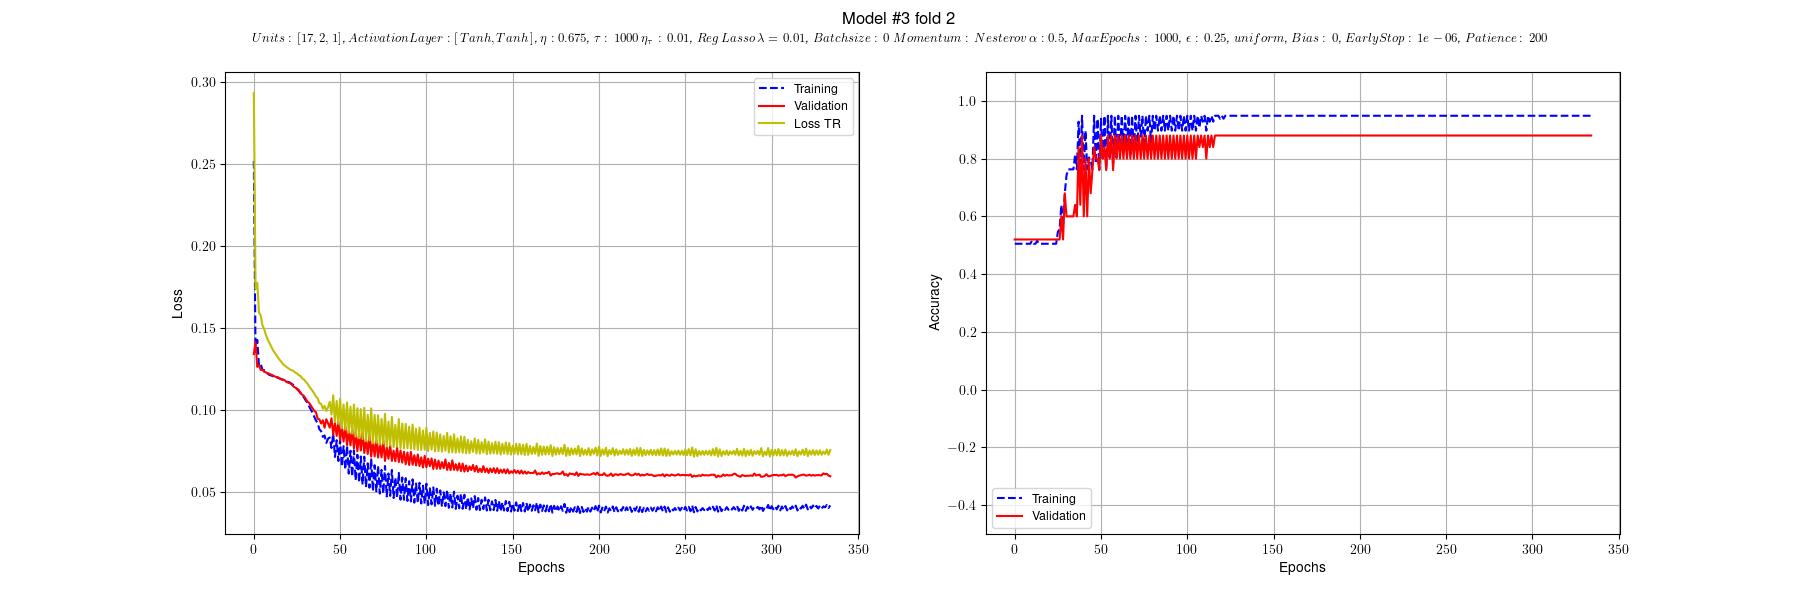 Model #3 fold 2
Units : [17, 2, 1], ActivationLayer : [Tanh, Tanh], η : 0.675, τ : 1000 ητ : 0.01, Reg Lasso λ = 0.01, Batchsize : 0 Momentum : Nesterov α : 0.5, MaxEpochs : 1000, ϵ : 0.25, uniform, Bias : 0, EarlyStop : 1e − 06, Patience : 200
0.30
0.25
0.20
0.15
0.10
0.05
Loss
Training
Validation
Loss TR
0 50 100 150 200 250 300 350
Epochs
1.0
0.8
0.6
0.4
0.2
0.0
−0.2
−0.4
Accuracy
Training
Validation
0 50 100 150 200 250 300 350
Epochs